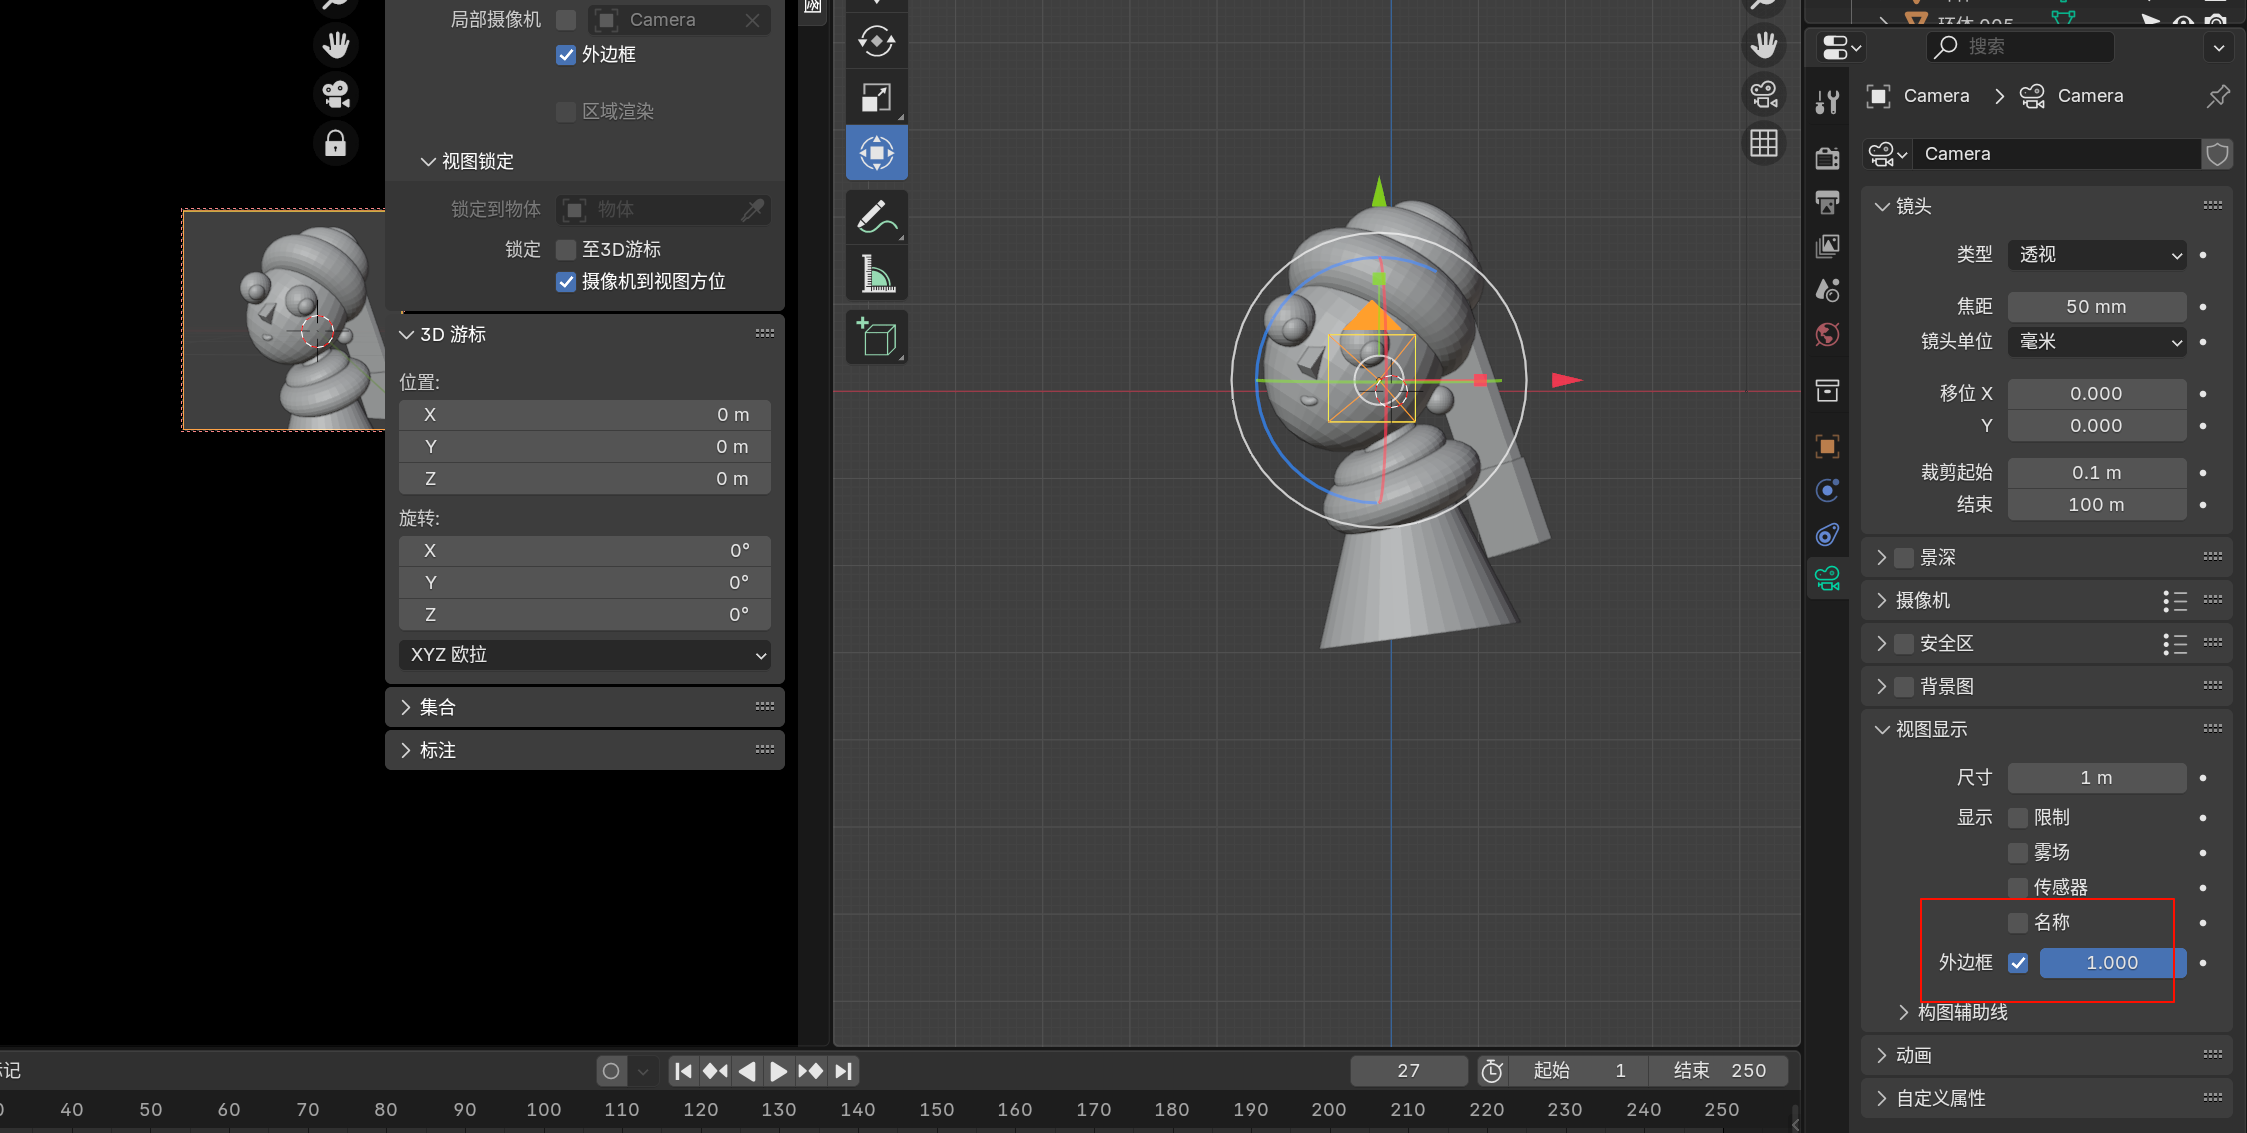 局部摄像机 Camera
外边框
区域渲染
视图锁定
锁定到物体 物体
锁定 至3D游标
摄像机到视图方位
3D 游标
位置:
X 0 m
Y 0 m
Z 0 m
旋转:
X 0°
Y 0°
Z 0°
XYZ 欧拉
集合
标注
搜索
Camera Camera
Camera
镜头
类型 透视
焦距 50 mm
镜头单位 毫米
移位 X 0.000
Y 0.000
裁剪起始 0.1 m
结束 100 m
景深
摄像机
安全区
背景图
视图显示
尺寸 1 m
显示 限制
雾场
传感器
名称
外边框 1.000
构图辅助线
动画
自定义属性
27 起始 1 结束 250
40 50 60 70 80 90 100 110 120 130 140 150 160 170 180 190 200 210 220 230 240 250